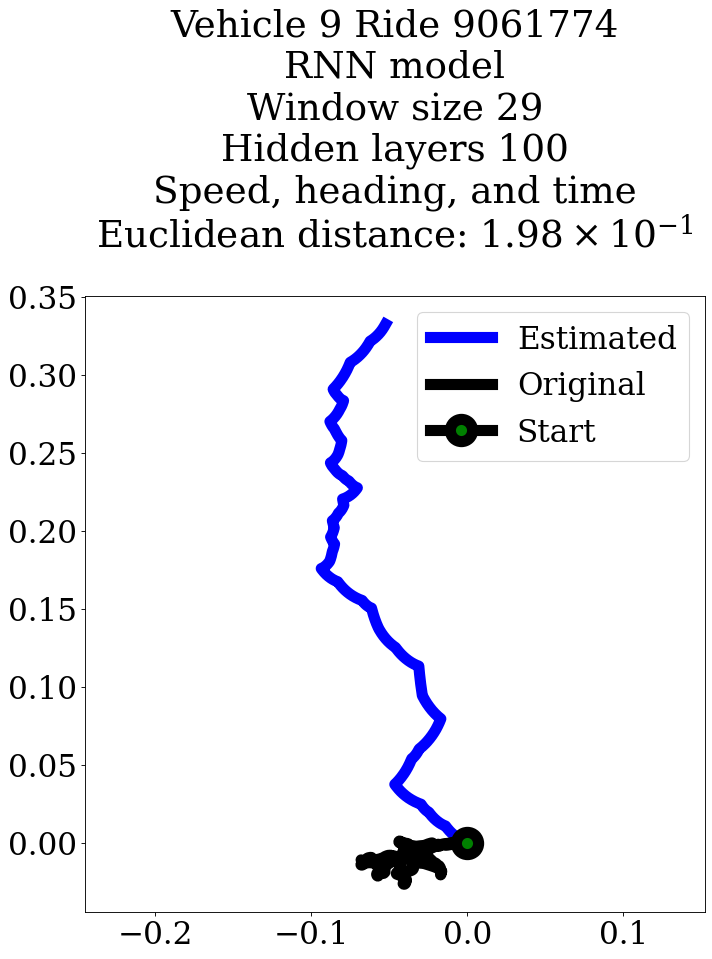 Vehicle 9 Ride 9061774
RNN model
Window size 29
Hidden layers 100
Speed, heading, and time
Euclidean distance: 1.98 × 10⁻¹
0.35
0.30
0.25
0.20
0.15
0.10
0.05
0.00
Estimated
Original
Start
−0.2
−0.1
0.0
0.1